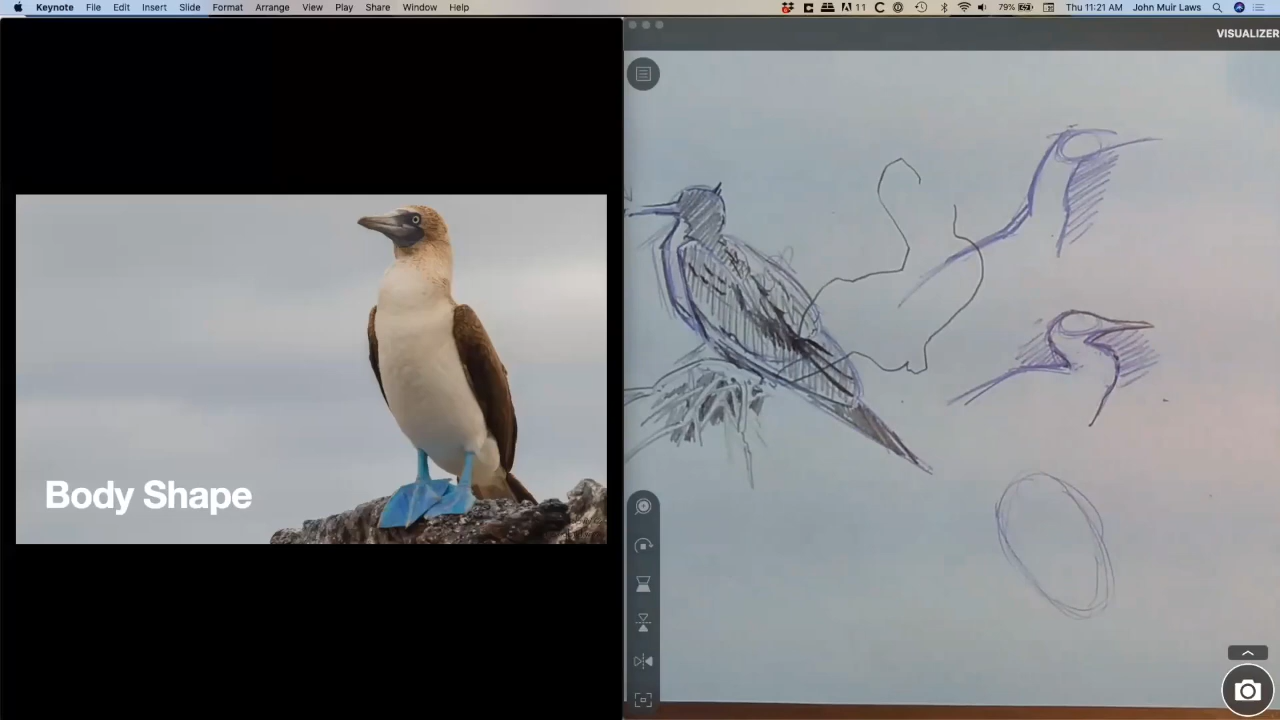 Keynote File Edit Insert Slide Format Arrange View Play Share Window Help 11 79% Thu 11:21 AM John Muir Laws
VISUALIZER
Body Shape